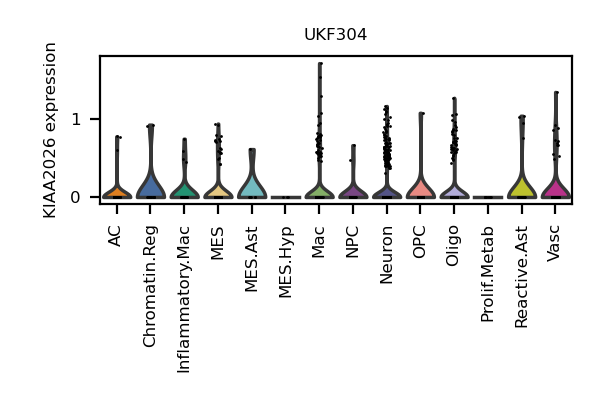 UKF304
KIAA2026 expression
1
0
AC
Chromatin.Reg
Inflammatory.Mac
MES
MES.Ast
MES.Hyp
Mac
NPC
Neuron
OPC
Oligo
Prolif.Metab
Reactive.Ast
Vasc